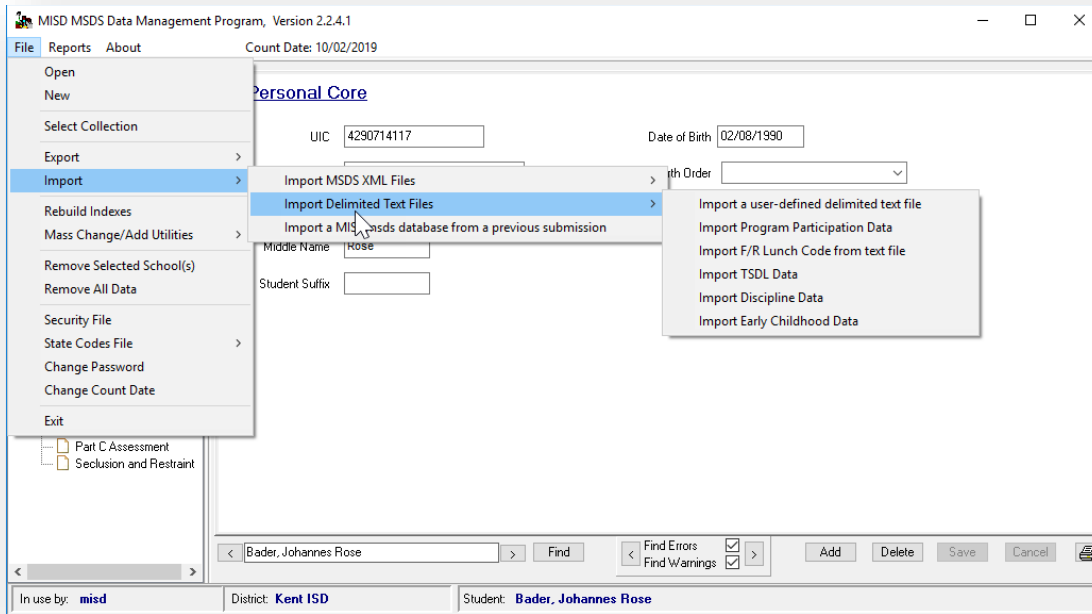 MISD MSDS Data Management Program, Version 2.2.4.1
File Reports About Count Date: 10/02/2019
Open
New
Select Collection
Export
Import
Rebuild Indexes
Mass Change/Add Utilities
Remove Selected School(s)
Remove All Data
Security File
State Codes File
Change Password
Change Count Date
Exit
Import MSDS XML Files
Import Delimited Text Files
Import a database from a previous submission
Import a user-defined delimited text file
Import Program Participation Data
Import F/R Lunch Code from text file
Import TSDL Data
Import Discipline Data
Import Early Childhood Data
Personal Core
UIC 4290714117 Date of Birth 02/08/1990
Order
Middle Name Rose
Student Suffix
Part C Assessment
Seclusion and Restraint
Bader, Johannes Rose Find
Find Errors
Find Warnings
Add Delete Save Cancel
In use by: misd District: Kent ISD Student: Bader, Johannes Rose